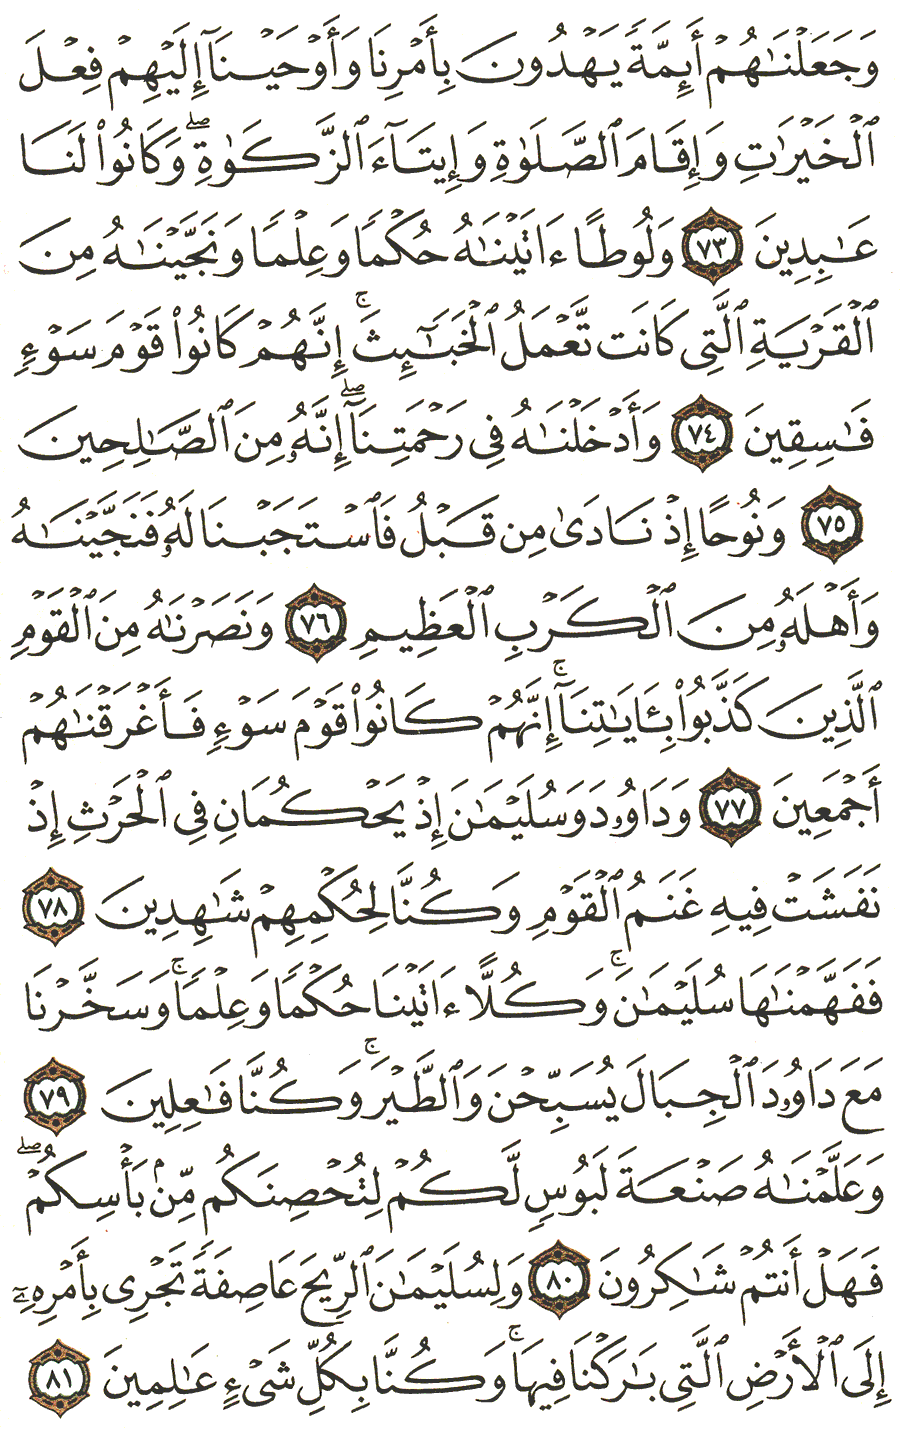 وَجَعَلْنَٰهُمْ أَئِمَّةً يَهْدُونَ بِأَمْرِنَا وَأَوْحَيْنَآ إِلَيْهِمْ فِعْلَ
ٱلْخَيْرَٰتِ وَإِقَامَ ٱلصَّلَوٰةِ وَإِيتَآءَ ٱلزَّكَوٰةِ ۖ وَكَانُوا۟ لَنَا
عَٰبِدِينَ ٧٣ وَلُوطًا ءَاتَيْنَٰهُ حُكْمًا وَعِلْمًا وَنَجَّيْنَٰهُ مِنَ
ٱلْقَرْيَةِ ٱلَّتِى كَانَت تَّعْمَلُ ٱلْخَبَٰٓئِثَ ۚ إِنَّهُمْ كَانُوا۟ قَوْمَ سَوْءٍ
فَٰسِقِينَ ٧٤ وَأَدْخَلْنَٰهُ فِى رَحْمَتِنَآ ۖ إِنَّهُۥ مِنَ ٱلصَّٰلِحِينَ
٧٥ وَنُوحًا إِذْ نَادَىٰ مِن قَبْلُ فَٱسْتَجَبْنَا لَهُۥ فَنَجَّيْنَٰهُ
وَأَهْلَهُۥ مِنَ ٱلْكَرْبِ ٱلْعَظِيمِ ٧٦ وَنَصَرْنَٰهُ مِنَ ٱلْقَوْمِ
ٱلَّذِينَ كَذَّبُوا۟ بِـَٔايَٰتِنَآ ۚ إِنَّهُمْ كَانُوا۟ قَوْمَ سَوْءٍ فَأَغْرَقْنَٰهُمْ
أَجْمَعِينَ ٧٧ وَدَاوُۥدَ وَسُلَيْمَٰنَ إِذْ يَحْكُمَانِ فِى ٱلْحَرْثِ إِذْ
نَفَشَتْ فِيهِ غَنَمُ ٱلْقَوْمِ وَكُنَّا لِحُكْمِهِمْ شَٰهِدِينَ ٧٨
فَفَهَّمْنَٰهَا سُلَيْمَٰنَ ۚ وَكُلًّا ءَاتَيْنَا حُكْمًا وَعِلْمًا ۚ وَسَخَّرْنَا
مَعَ دَاوُۥدَ ٱلْجِبَالَ يُسَبِّحْنَ وَٱلطَّيْرَ ۚ وَكُنَّا فَٰعِلِينَ ٧٩
وَعَلَّمْنَٰهُ صَنْعَةَ لَبُوسٍ لَّكُمْ لِتُحْصِنَكُم مِّنۢ بَأْسِكُمْ ۖ
فَهَلْ أَنتُمْ شَٰكِرُونَ ٨٠ وَلِسُلَيْمَٰنَ ٱلرِّيحَ عَاصِفَةً تَجْرِى بِأَمْرِهِۦٓ
إِلَى ٱلْأَرْضِ ٱلَّتِى بَٰرَكْنَا فِيهَا ۚ وَكُنَّا بِكُلِّ شَىْءٍ عَٰلِمِينَ ٨١